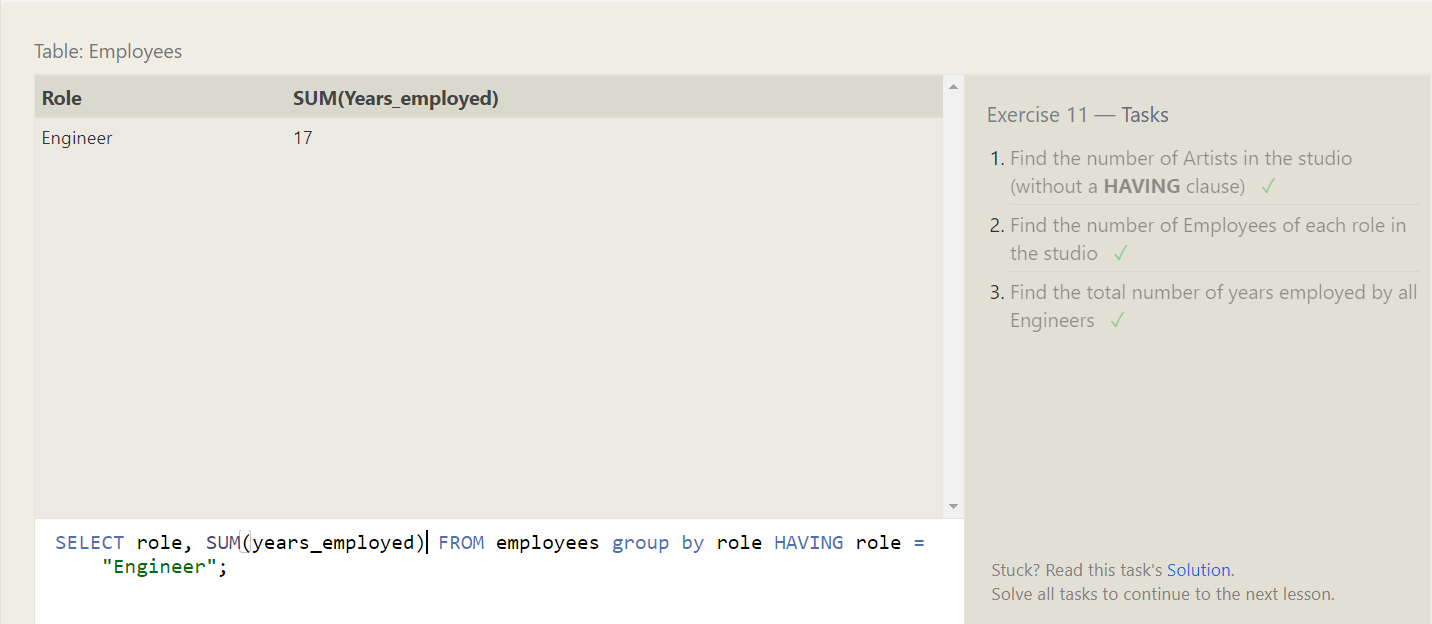 Table: Employees
Role SUM(Years_employed)
Engineer 17
SELECT role, SUM(years_employed) FROM employees group by role HAVING role =
"Engineer";
Exercise 11 — Tasks
1. Find the number of Artists in the studio
(without a HAVING clause) ✓
2. Find the number of Employees of each role in
the studio ✓
3. Find the total number of years employed by all
Engineers ✓
Stuck? Read this task's Solution.
Solve all tasks to continue to the next lesson.